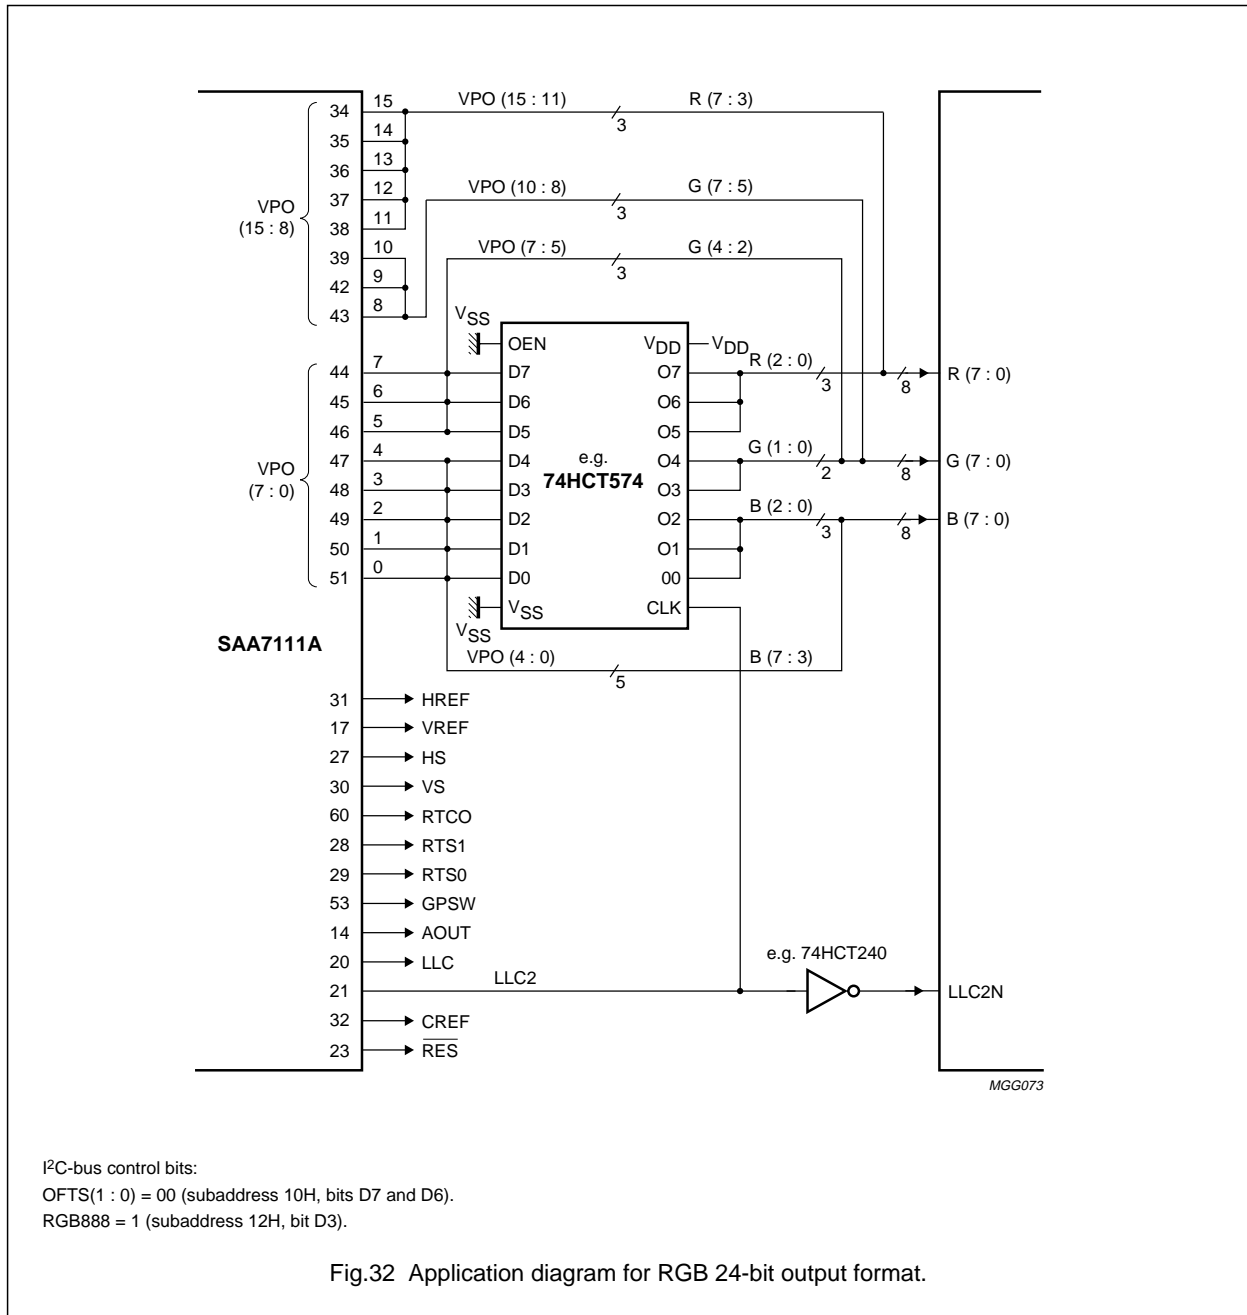 34 15 VPO (15 : 11) 3 R (7 : 3)
35 14
36 13
37 12 VPO (10 : 8) 3 G (7 : 5)
VPO
(15 : 8)
38 11
39 10 VPO (7 : 5) 3 G (4 : 2)
42 9
43 8
VSS OEN VDD VDD
44 7 D7 O7 R (2 : 0) 3 8 R (7 : 0)
45 6 D6 O6
46 5 D5 O5
47 4 D4 e.g. O4 G (1 : 0) 2 8 G (7 : 0)
VPO
(7 : 0)
74HCT574
48 3 D3 O3
49 2 D2 O2 B (2 : 0) 3 8 B (7 : 0)
50 1 D1 O1
51 0 D0 00
VSS VSS CLK
SAA7111A
VPO (4 : 0) 5 B (7 : 3)
31 HREF
17 VREF
27 HS
30 VS
60 RTCO
28 RTS1
29 RTS0
53 GPSW
14 AOUT
20 LLC
e.g. 74HCT240
21 LLC2 LLC2N
32 CREF
23 RES
MGG073
I2C-bus control bits:
OFTS(1 : 0) = 00 (subaddress 10H, bits D7 and D6).
RGB888 = 1 (subaddress 12H, bit D3).
Fig.32 Application diagram for RGB 24-bit output format.